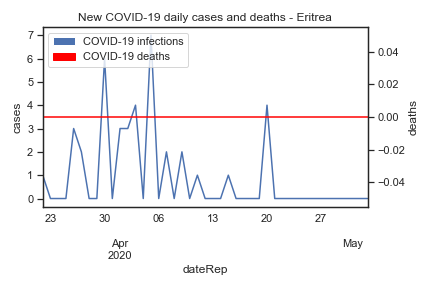 New COVID-19 daily cases and deaths - Eritrea
COVID-19 infections
COVID-19 deaths
cases
7
6
5
4
3
2
1
0
deaths
0.04
0.02
0.00
−0.02
−0.04
23
30
06
13
20
27
Apr
2020
May
dateRep